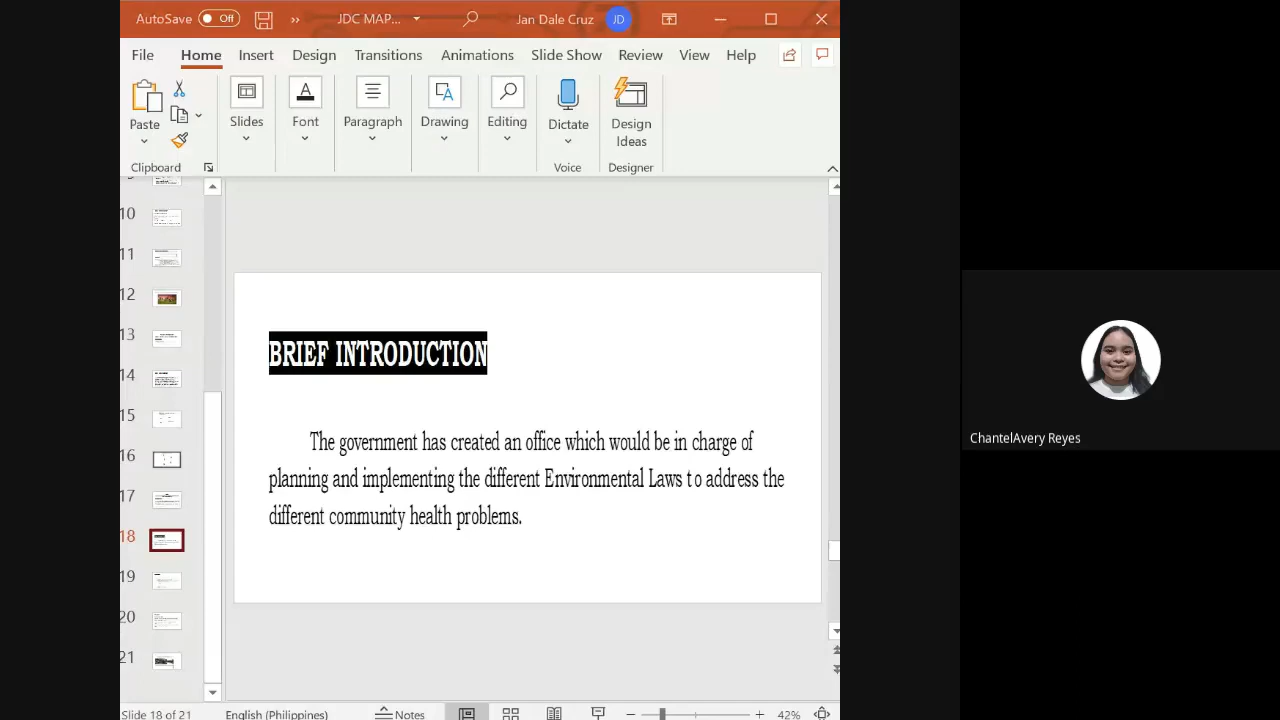 AutoSave Off JDC MAP... Jan Dale Cruz JD
File Home Insert Design Transitions Animations Slide Show Review View Help
Paste Slides Font Paragraph Drawing Editing Dictate Design Ideas
Clipboard Voice Designer
10
11
12
13
14
15
16
17
18
19
20
21
BRIEF INTRODUCTION
The government has created an office which would be in charge of
planning and implementing the different Environmental Laws to address the
different community health problems.
ChantelAvery Reyes
Slide 18 of 21 English (Philippines) Notes 42%